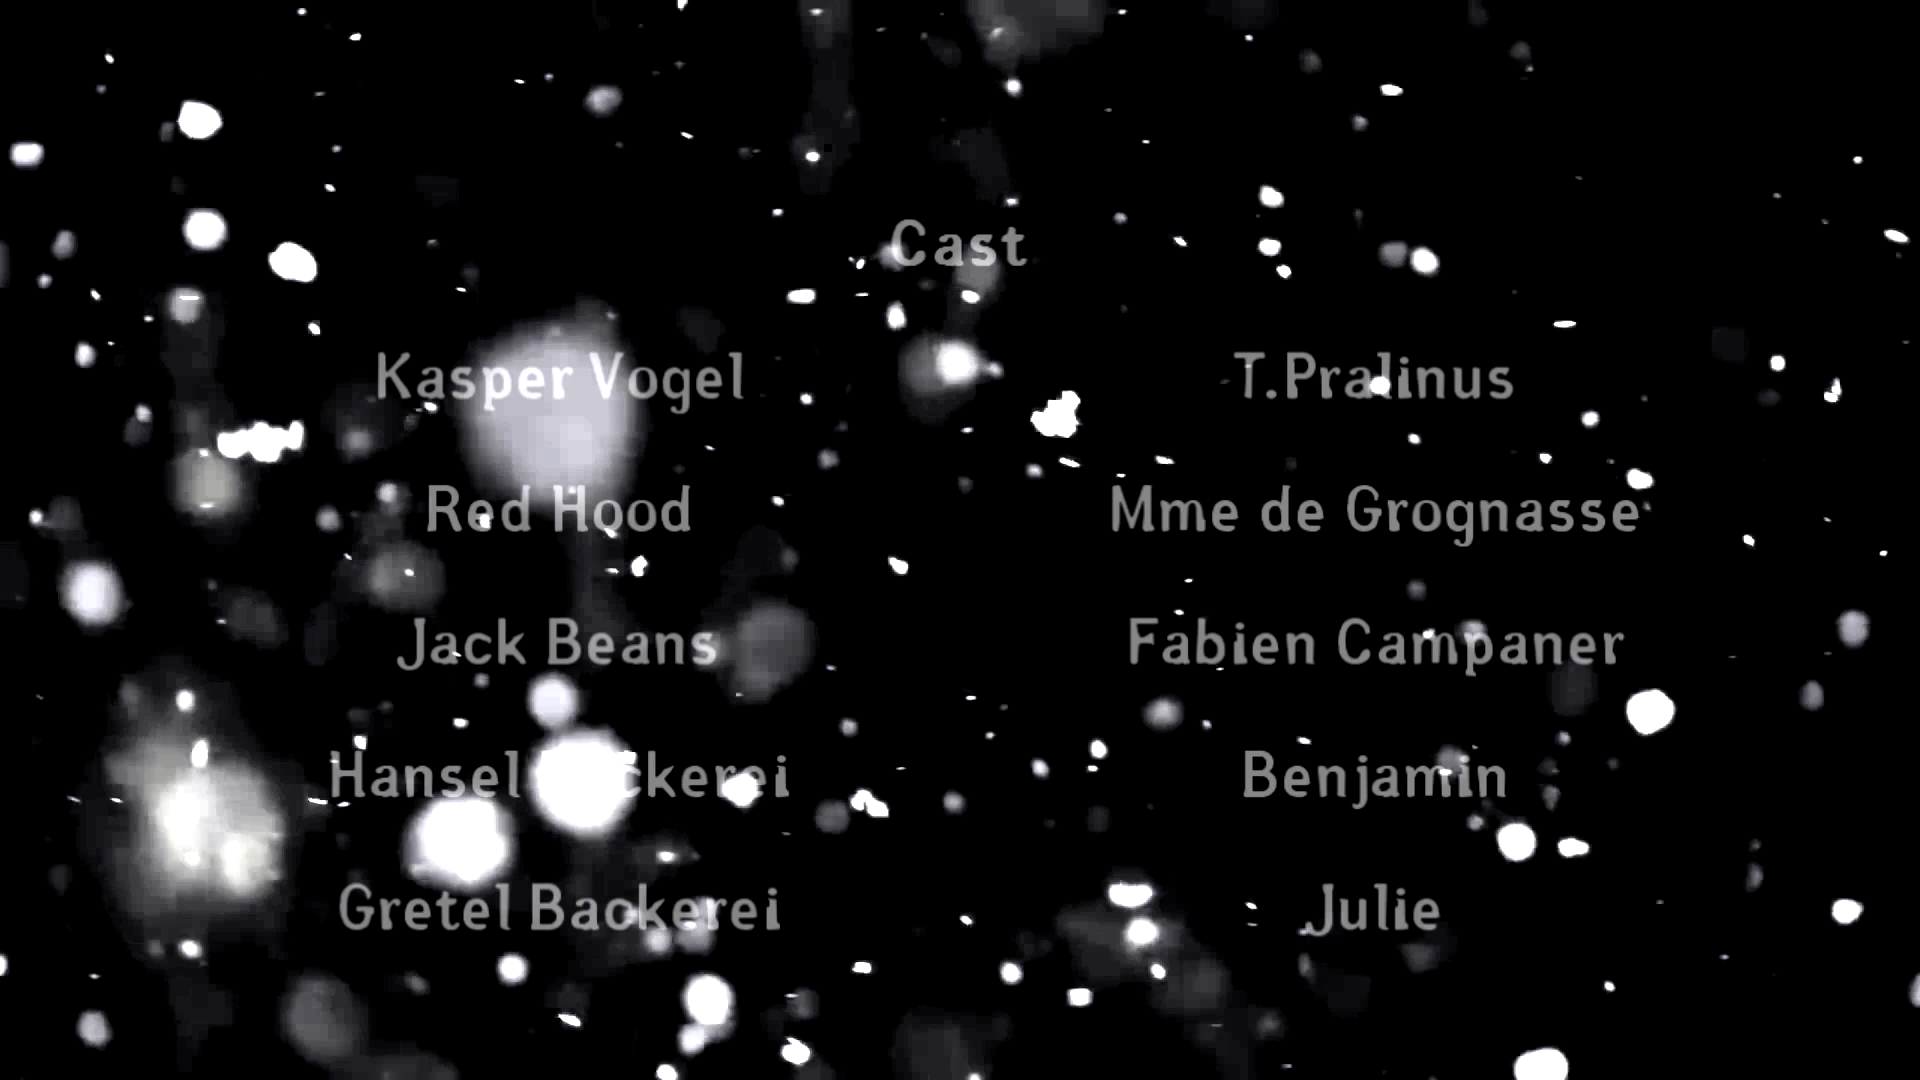 Cast
Kasper Vogel T.Pralinus
Red Hood Mme de Grognasse
Jack Beans Fabien Campaner
Hansel Benjamin
Gretel Backerei Julie